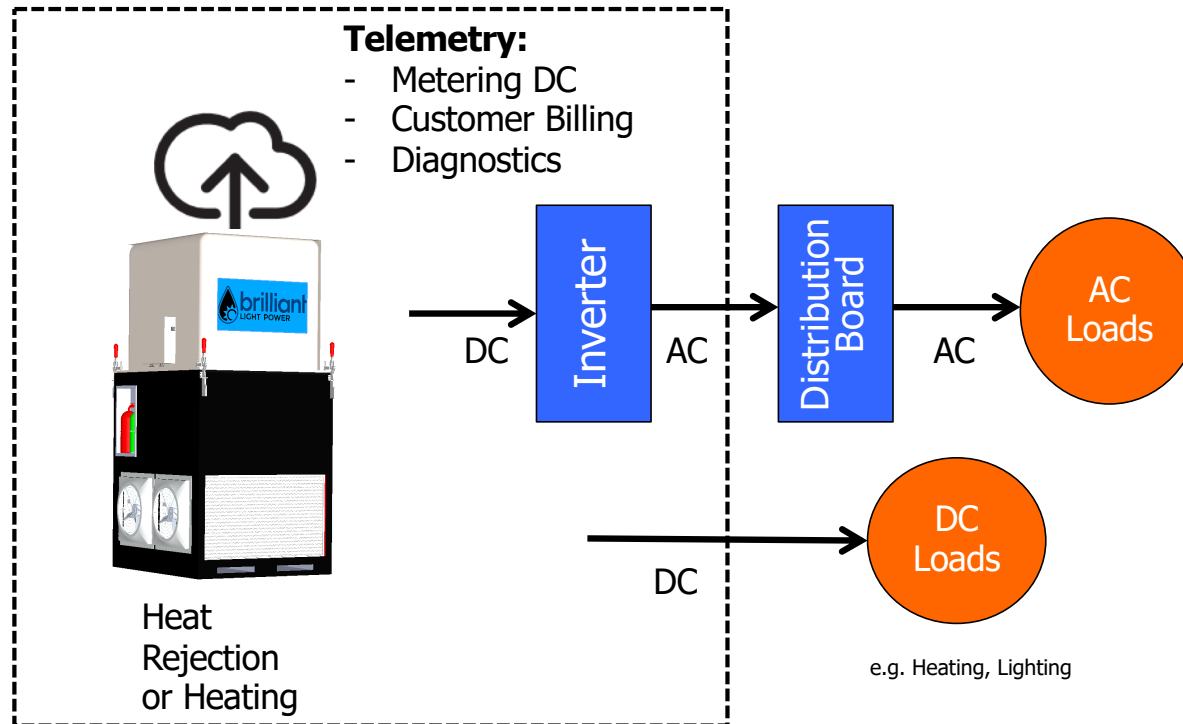 Telemetry:
- Metering DC
- Customer Billing
- Diagnostics
brilliant
LIGHT POWER
DC
Inverter
AC
Distribution
Board
AC
AC
Loads
DC
DC
Loads
Heat
Rejection
or Heating
e.g. Heating, Lighting